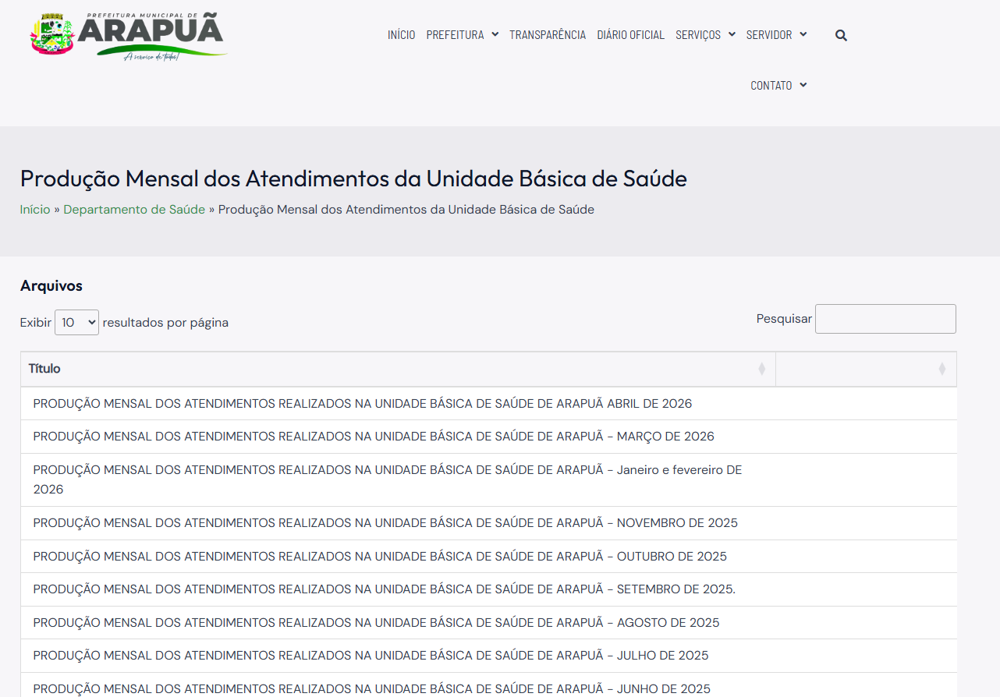 PREFEITURA MUNICIPAL DE
ARAPUÃ
A serviço de todos!
INÍCIO PREFEITURA TRANSPARÊNCIA DIÁRIO OFICIAL SERVIÇOS SERVIDOR
CONTATO
Produção Mensal dos Atendimentos da Unidade Básica de Saúde
Início » Departamento de Saúde » Produção Mensal dos Atendimentos da Unidade Básica de Saúde
Arquivos
Exibir 10 resultados por página
Pesquisar
Título
PRODUÇÃO MENSAL DOS ATENDIMENTOS REALIZADOS NA UNIDADE BÁSICA DE SAÚDE DE ARAPUÃ ABRIL DE 2026
PRODUÇÃO MENSAL DOS ATENDIMENTOS REALIZADOS NA UNIDADE BÁSICA DE SAÚDE DE ARAPUÃ - MARÇO DE 2026
PRODUÇÃO MENSAL DOS ATENDIMENTOS REALIZADOS NA UNIDADE BÁSICA DE SAÚDE DE ARAPUÃ - Janeiro e fevereiro DE
2026
PRODUÇÃO MENSAL DOS ATENDIMENTOS REALIZADOS NA UNIDADE BÁSICA DE SAÚDE DE ARAPUÃ - NOVEMBRO DE 2025
PRODUÇÃO MENSAL DOS ATENDIMENTOS REALIZADOS NA UNIDADE BÁSICA DE SAÚDE DE ARAPUÃ - OUTUBRO DE 2025
PRODUÇÃO MENSAL DOS ATENDIMENTOS REALIZADOS NA UNIDADE BÁSICA DE SAÚDE DE ARAPUÃ - SETEMBRO DE 2025.
PRODUÇÃO MENSAL DOS ATENDIMENTOS REALIZADOS NA UNIDADE BÁSICA DE SAÚDE DE ARAPUÃ - AGOSTO DE 2025
PRODUÇÃO MENSAL DOS ATENDIMENTOS REALIZADOS NA UNIDADE BÁSICA DE SAÚDE DE ARAPUÃ - JULHO DE 2025
PRODUÇÃO MENSAL DOS ATENDIMENTOS REALIZADOS NA UNIDADE BÁSICA DE SAÚDE DE ARAPUÃ - JUNHO DE 2025